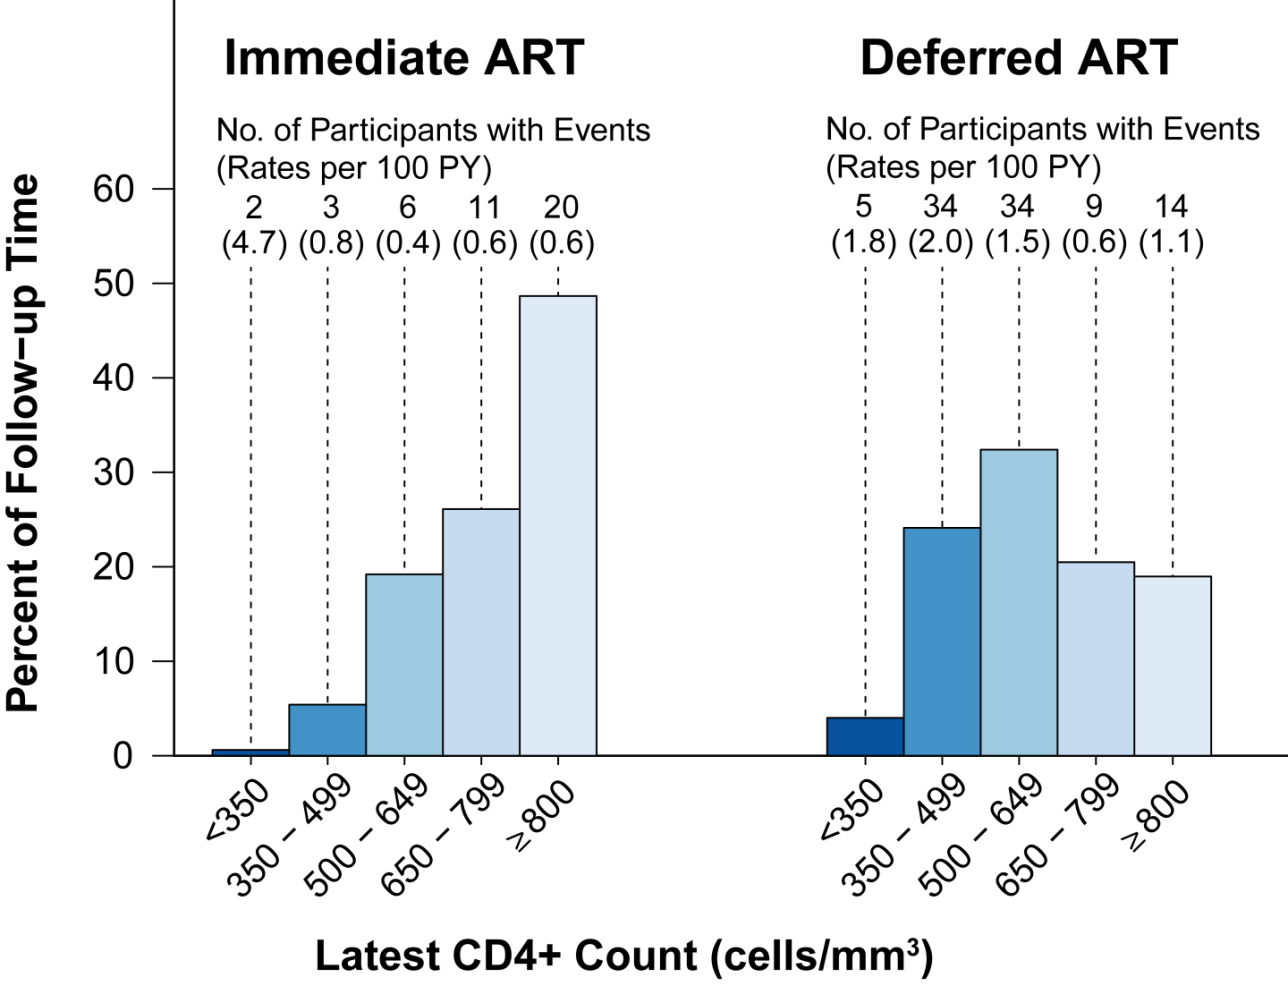 Immediate ART
No. of Participants with Events
(Rates per 100 PY)
2 3 6 11 20
(4.7) (0.8) (0.4) (0.6) (0.6)
Deferred ART
No. of Participants with Events
(Rates per 100 PY)
5 34 34 9 14
(1.8) (2.0) (1.5) (0.6) (1.1)
Percent of Follow–up Time
60
50
40
30
20
10
0
<350
350 – 499
500 – 649
650 – 799
≥ 800
<350
350 – 499
500 – 649
650 – 799
≥ 800
Latest CD4+ Count (cells/mm³)